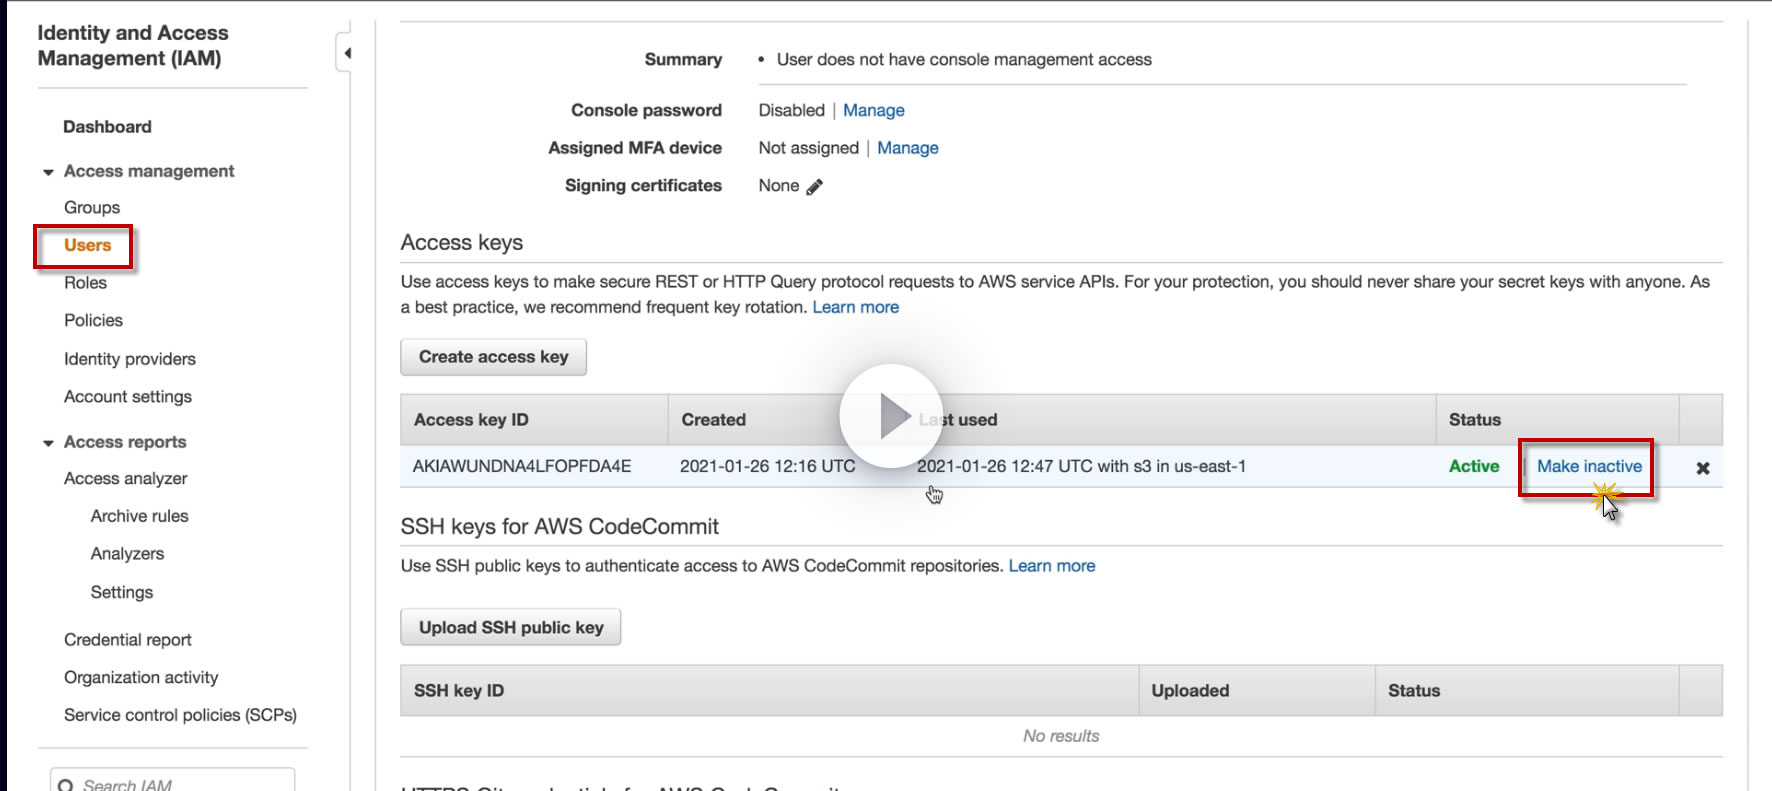 Identity and Access
Management (IAM)
Dashboard
Access management
Groups
Users
Roles
Policies
Identity providers
Account settings
Access reports
Access analyzer
Archive rules
Analyzers
Settings
Credential report
Organization activity
Service control policies (SCPs)
Search IAM
Summary • User does not have console management access
Console password Disabled | Manage
Assigned MFA device Not assigned | Manage
Signing certificates None
Access keys
Use access keys to make secure REST or HTTP Query protocol requests to AWS service APIs. For your protection, you should never share your secret keys with anyone. As
a best practice, we recommend frequent key rotation. Learn more
Create access key
Access key ID Created Last used Status
AKIAWUNDNA4LFOPFDA4E 2021-01-26 12:16 UTC 2021-01-26 12:47 UTC with s3 in us-east-1 Active Make inactive
SSH keys for AWS CodeCommit
Use SSH public keys to authenticate access to AWS CodeCommit repositories. Learn more
Upload SSH public key
SSH key ID Uploaded Status
No results
HTTPS Git credentials for AWS CodeCommit